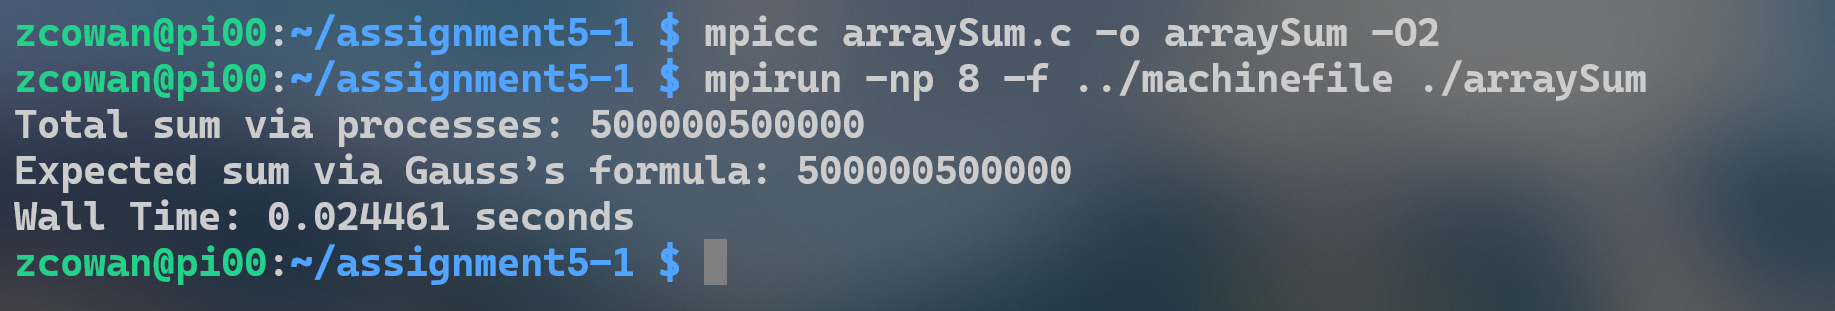 zcowan@pi00:~/assignment5-1 $ mpicc arraySum.c -o arraySum -O2
zcowan@pi00:~/assignment5-1 $ mpirun -np 8 -f ../machinefile ./arraySum
Total sum via processes: 500000500000
Expected sum via Gauss’s formula: 500000500000
Wall Time: 0.024461 seconds
zcowan@pi00:~/assignment5-1 $